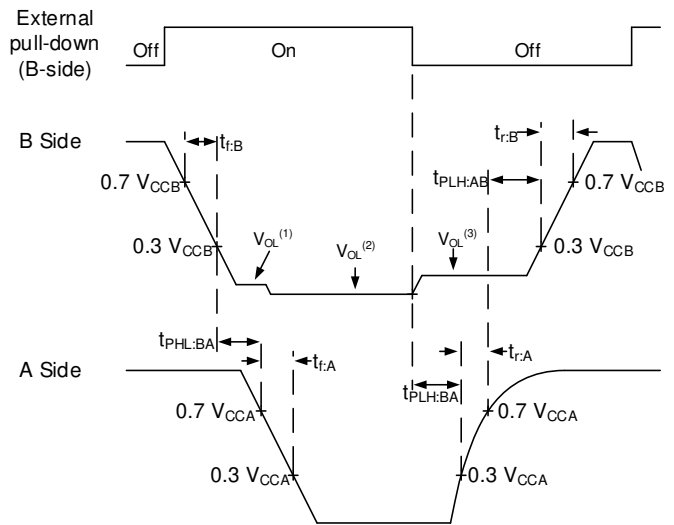 External
pull-down
(B-side)
Off
On
Off
B Side
t_f:B
t_r:B
0.7 V_CCB
t_PLH:AB
0.7 V_CCB
0.3 V_CCB
V_OL^(1)
V_OL^(2)
V_OL^(3)
0.3 V_CCB
t_PHL:BA
A Side
t_f:A
t_r:A
t_PLH:BA
0.7 V_CCA
0.7 V_CCA
0.3 V_CCA
0.3 V_CCA